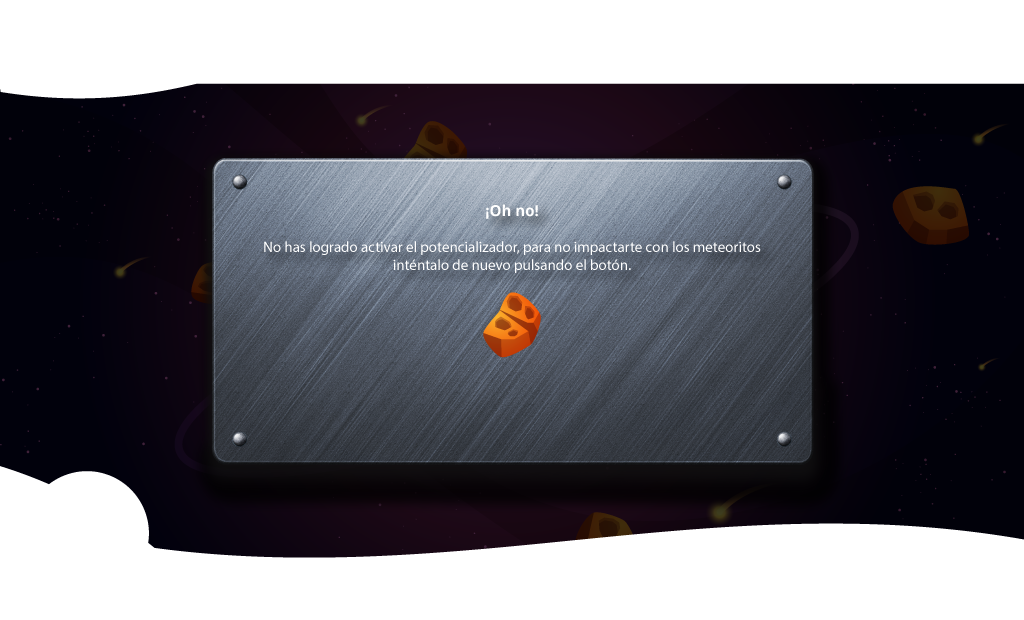 ¡Oh no!
No has logrado activar el potencializador, para no impactarte con los meteoritos
inténtalo de nuevo pulsando el botón.